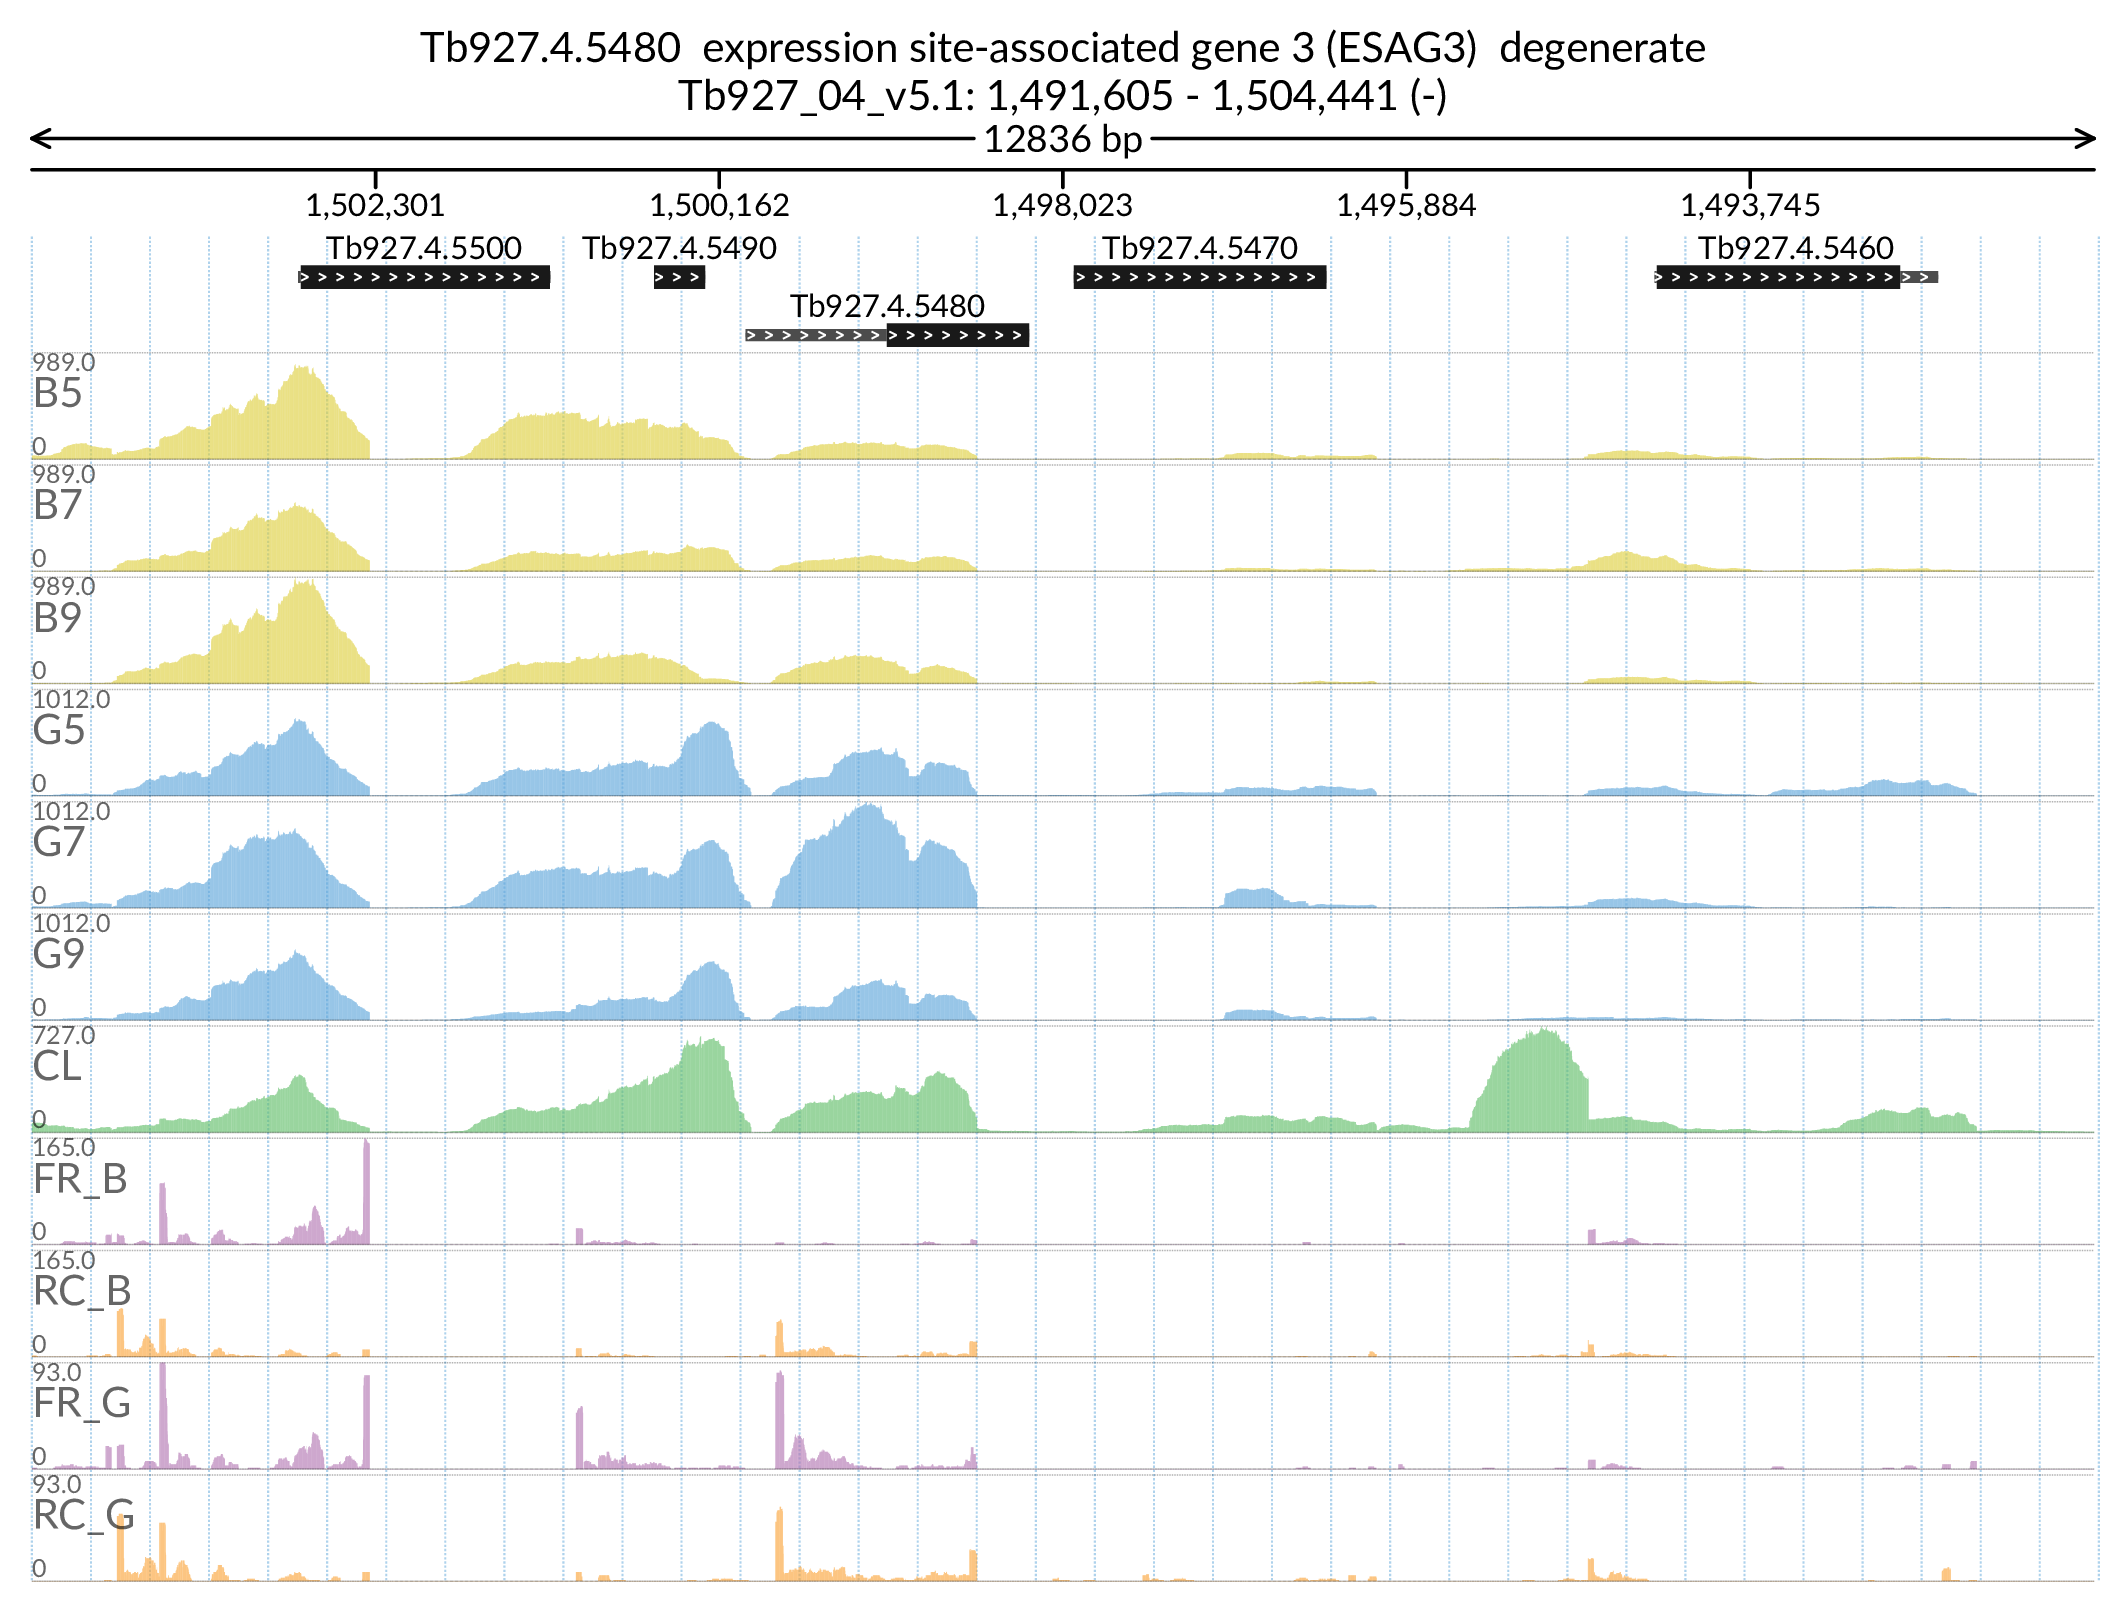 Tb927.4.5480  expression site-associated gene 3 (ESAG3)  degenerate
Tb927_04_v5.1: 1,491,605 - 1,504,441 (-)
12836 bp
1,502,301 1,500,162 1,498,023 1,495,884 1,493,745
Tb927.4.5500 Tb927.4.5490 Tb927.4.5470 Tb927.4.5460
Tb927.4.5480
989.0
B5
0
989.0
B7
0
989.0
B9
0
1012.0
G5
0
1012.0
G7
0
1012.0
G9
0
727.0
CL
0
165.0
FR_B
0
165.0
RC_B
0
93.0
FR_G
0
93.0
RC_G
0